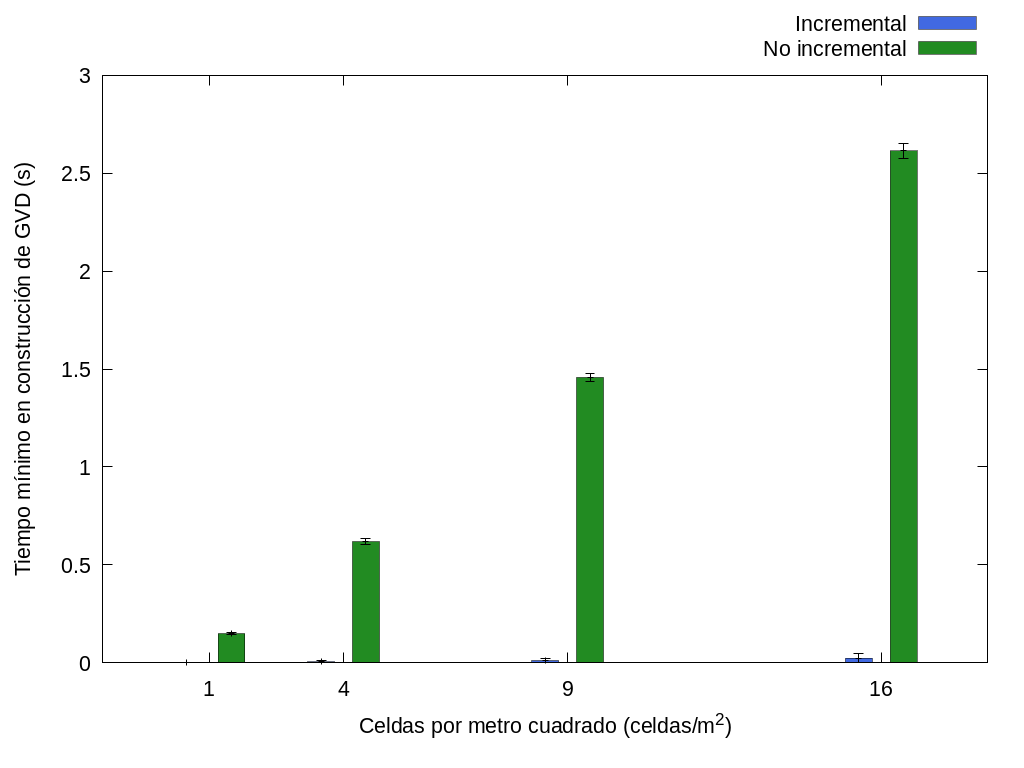 Incremental
No incremental
3
2.5
2
1.5
1
0.5
0
Tiempo mínimo en construcción de GVD (s)
1 4 9 16
Celdas por metro cuadrado (celdas/m²)